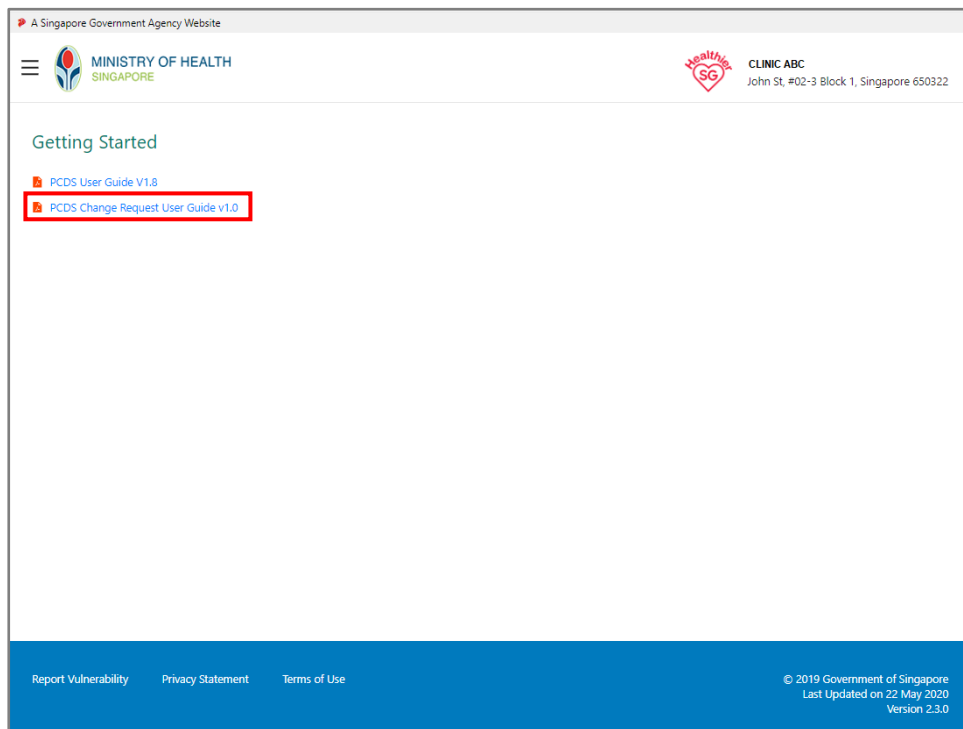 A Singapore Government Agency Website
MINISTRY OF HEALTH
SINGAPORE
Healthier
SG
CLINIC ABC
John St, #02-3 Block 1, Singapore 650322
Getting Started
PCDS User Guide V1.8
PCDS Change Request User Guide v1.0
Report Vulnerability Privacy Statement Terms of Use
© 2019 Government of Singapore
Last Updated on 22 May 2020
Version 2.3.0